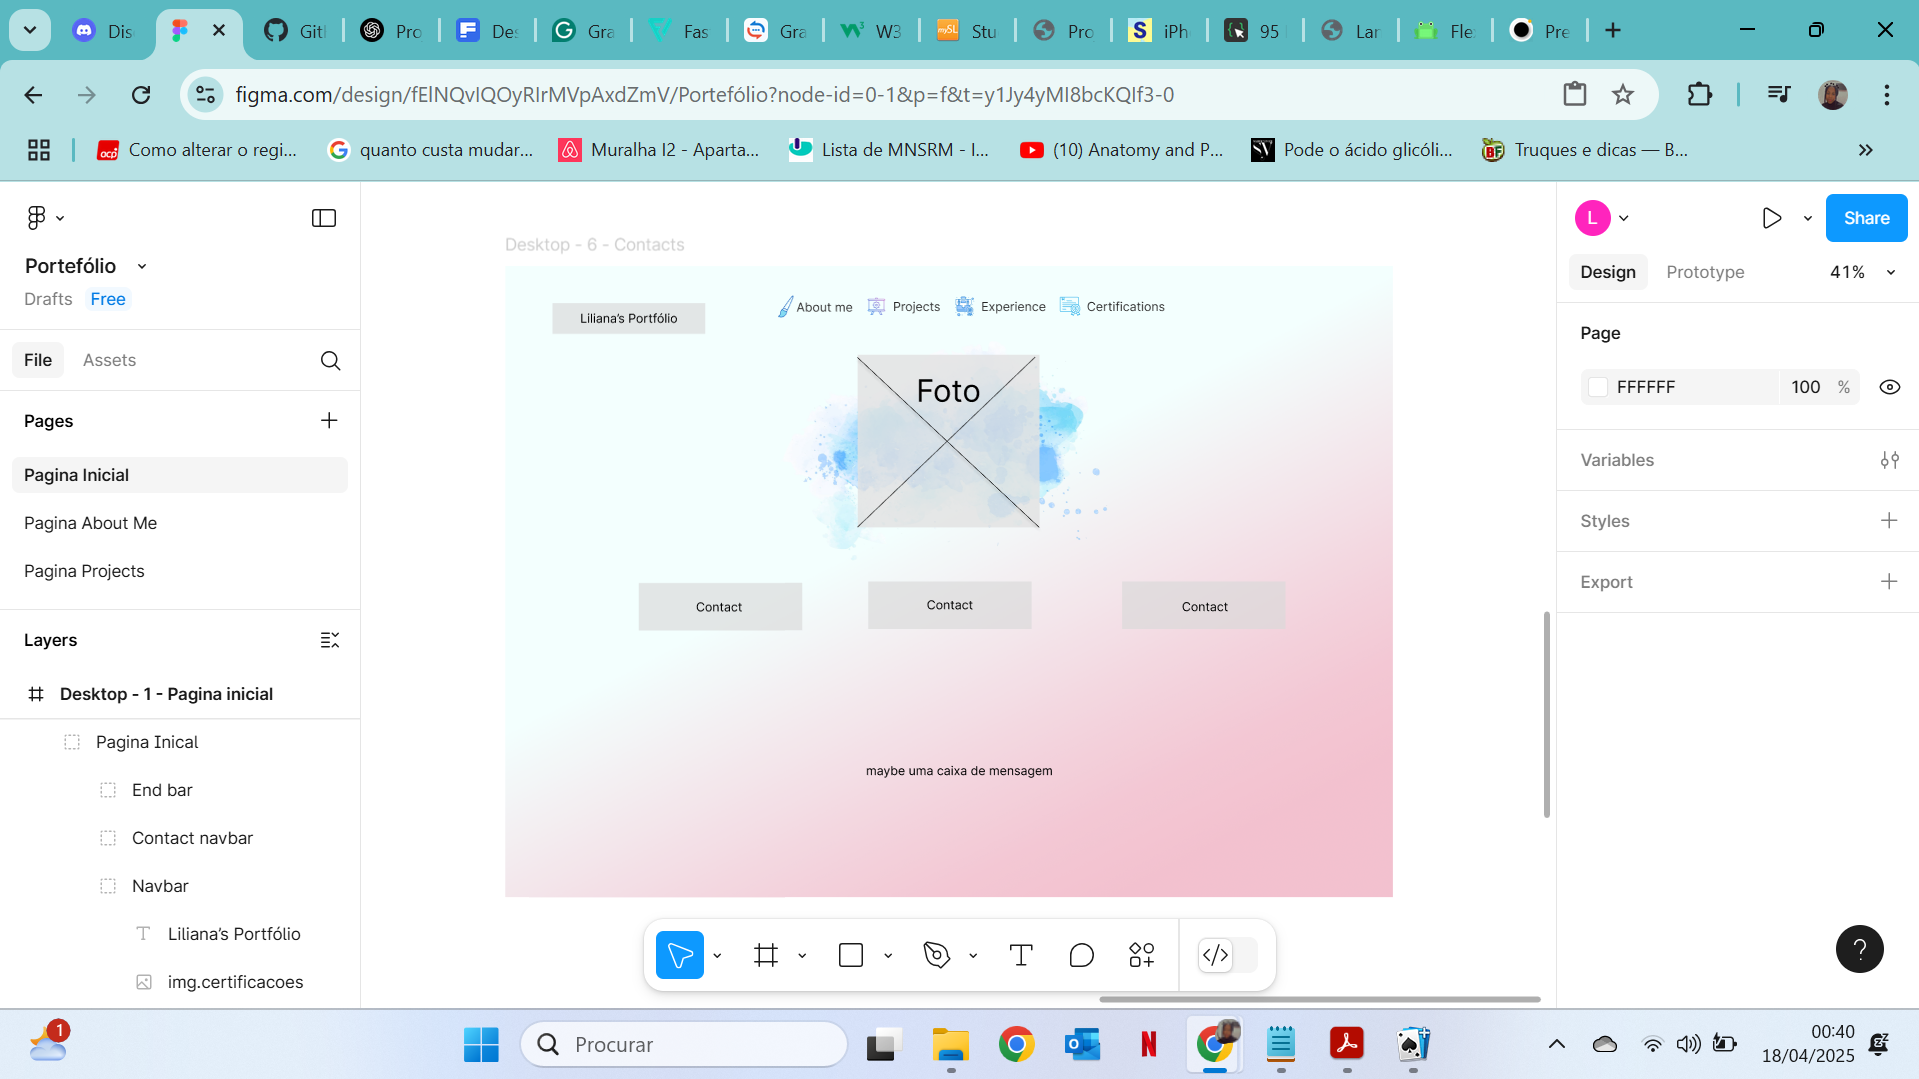 Dis
Git
Pro
Des
Gra
Fas
Gra
W3
Stu
Pro
iPh
95
Lar
Fle
Pre
figma.com/design/fElNQvIQOyRIrMVpAxdZmV/Portefólio?node-id=0-1&p=f&t=y1Jy4yMI8bcKQIf3-0
Como alterar o regi...
quanto custa mudar...
Muralha I2 - Aparta...
Lista de MNSRM - I...
(10) Anatomy and P...
Pode o ácido glicóli...
Truques e dicas — B...
Portefólio
Drafts Free
File Assets
Pages
Pagina Inicial
Pagina About Me
Pagina Projects
Layers
Desktop - 1 - Pagina inicial
Pagina Inical
End bar
Contact navbar
Navbar
Liliana’s Portfólio
img.certificacoes
Desktop - 6 - Contacts
Liliana’s Portfólio
About me Projects Experience Certifications
Foto
Contact Contact Contact
maybe uma caixa de mensagem
L
Share
Design Prototype 41%
Page
FFFFFF 100 %
Variables
Styles
Export
?
1
Procurar
00:40
18/04/2025